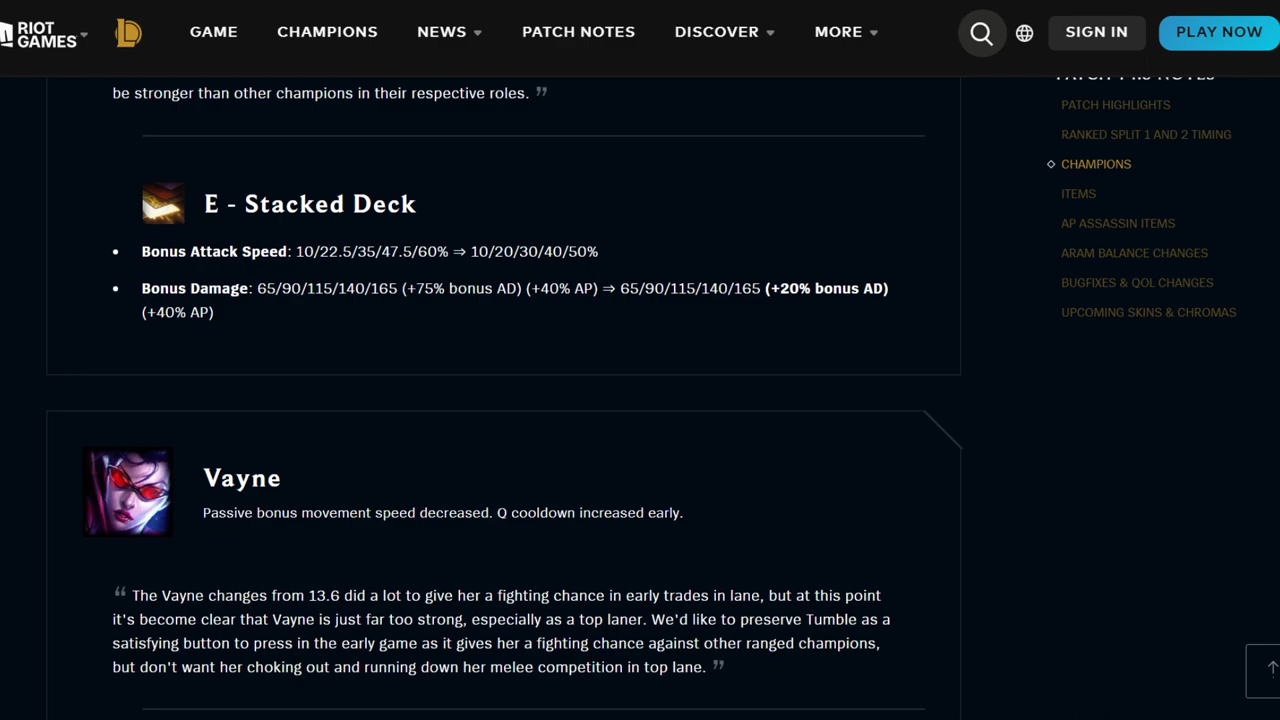 RIOT GAMES
GAME
CHAMPIONS
NEWS
PATCH NOTES
DISCOVER
MORE
SIGN IN
PLAY NOW
be stronger than other champions in their respective roles. ”
E - Stacked Deck
• Bonus Attack Speed: 10/22.5/35/47.5/60% ⇒ 10/20/30/40/50%
• Bonus Damage: 65/90/115/140/165 (+75% bonus AD) (+40% AP) ⇒ 65/90/115/140/165 (+20% bonus AD)
(+40% AP)
Vayne
Passive bonus movement speed decreased. Q cooldown increased early.
“ The Vayne changes from 13.6 did a lot to give her a fighting chance in early trades in lane, but at this point
it's become clear that Vayne is just far too strong, especially as a top laner. We'd like to preserve Tumble as a
satisfying button to press in the early game as it gives her a fighting chance against other ranged champions,
but don't want her choking out and running down her melee competition in top lane. ”
NOTES
PATCH HIGHLIGHTS
RANKED SPLIT 1 AND 2 TIMING
CHAMPIONS
ITEMS
AP ASSASSIN ITEMS
ARAM BALANCE CHANGES
BUGFIXES & QOL CHANGES
UPCOMING SKINS & CHROMAS